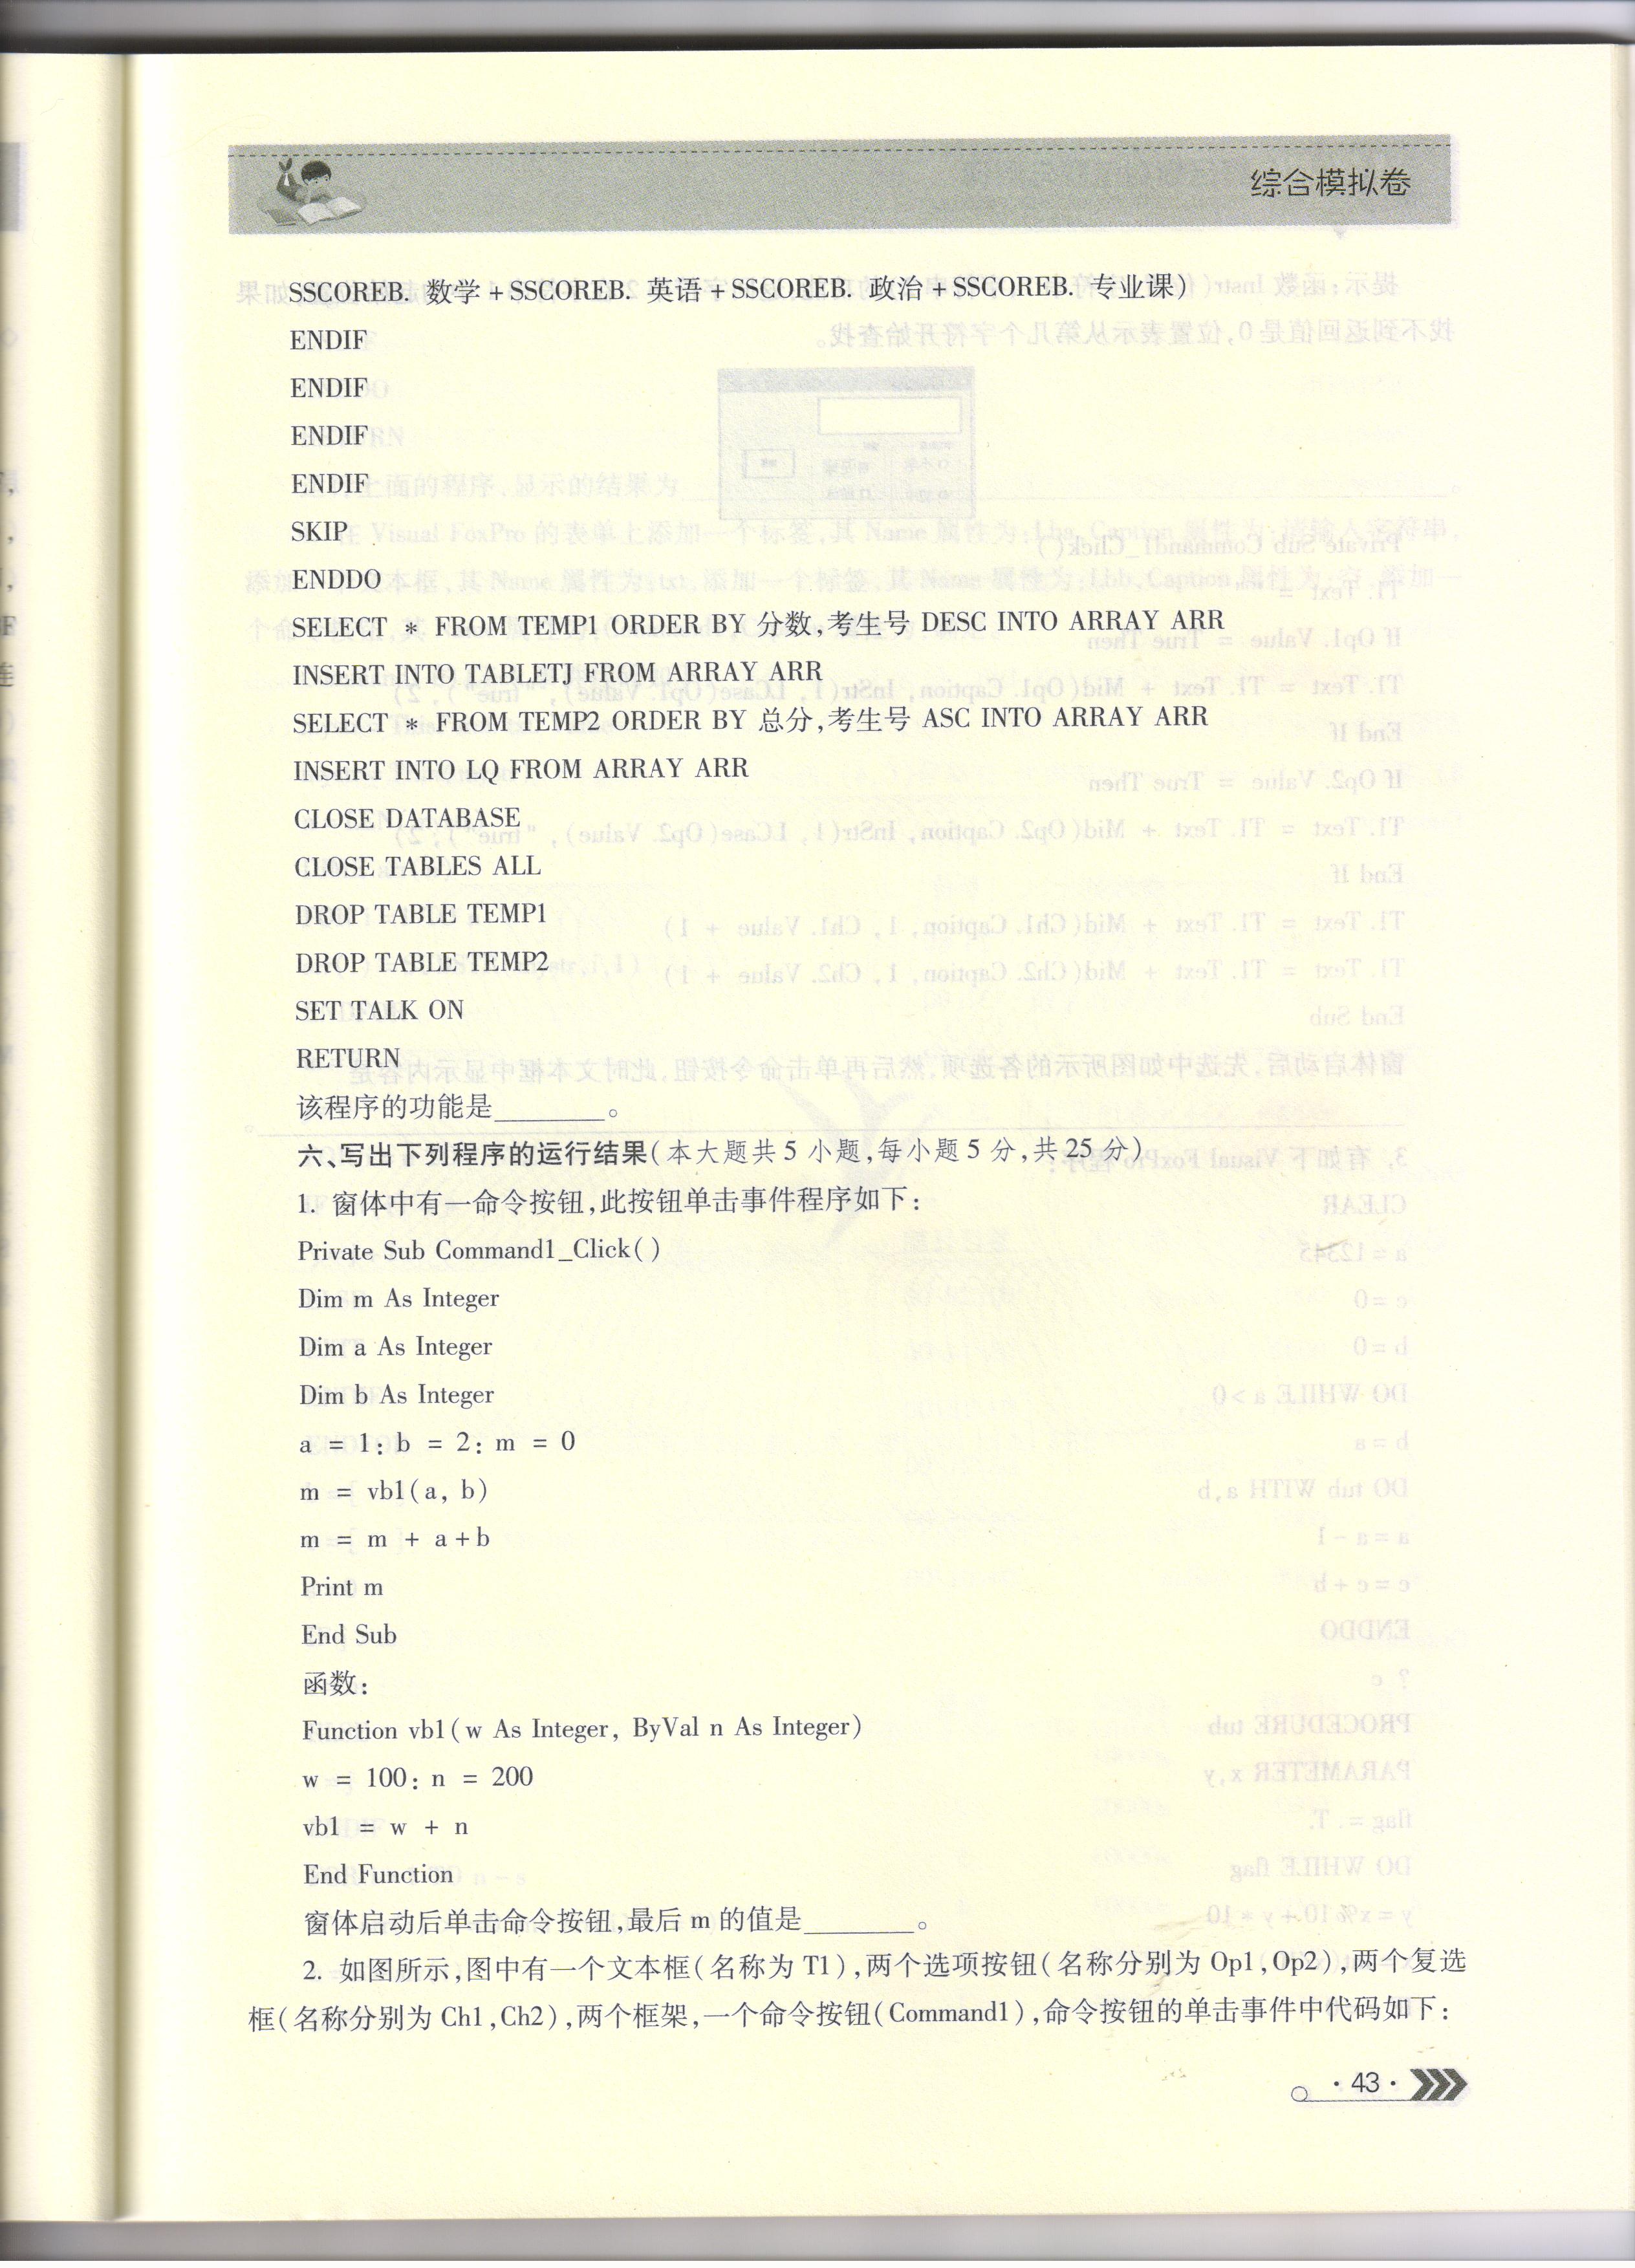 综合模拟卷
SSCOREB. 数学 + SSCOREB. 英语 + SSCOREB. 政治 + SSCOREB. 专业课)
ENDIF
ENDIF
ENDIF
ENDIF
SKIP
ENDDO
SELECT * FROM TEMP1 ORDER BY 分数,考生号 DESC INTO ARRAY ARR
INSERT INTO TABLETJ FROM ARRAY ARR
SELECT * FROM TEMP2 ORDER BY 总分,考生号 ASC INTO ARRAY ARR
INSERT INTO LQ FROM ARRAY ARR
CLOSE DATABASE
CLOSE TABLES ALL
DROP TABLE TEMP1
DROP TABLE TEMP2
SET TALK ON
RETURN
该程序的功能是________。
六、写出下列程序的运行结果(本大题共 5 小题,每小题 5 分,共 25 分)
1. 窗体中有一命令按钮,此按钮单击事件程序如下:
Private Sub Command1_Click( )
Dim m As Integer
Dim a As Integer
Dim b As Integer
a = 1: b = 2: m = 0
m = vb1(a, b)
m = m + a + b
Print m
End Sub
函数:
Function vb1(w As Integer, ByVal n As Integer)
w = 100: n = 200
vb1 = w + n
End Function
窗体启动后单击命令按钮,最后 m 的值是________。
2. 如图所示,图中有一个文本框(名称为 T1),两个选项按钮(名称分别为 Op1,Op2),两个复选
框(名称分别为 Ch1,Ch2),两个框架,一个命令按钮(Command1),命令按钮的单击事件中代码如下:
· 43 ·